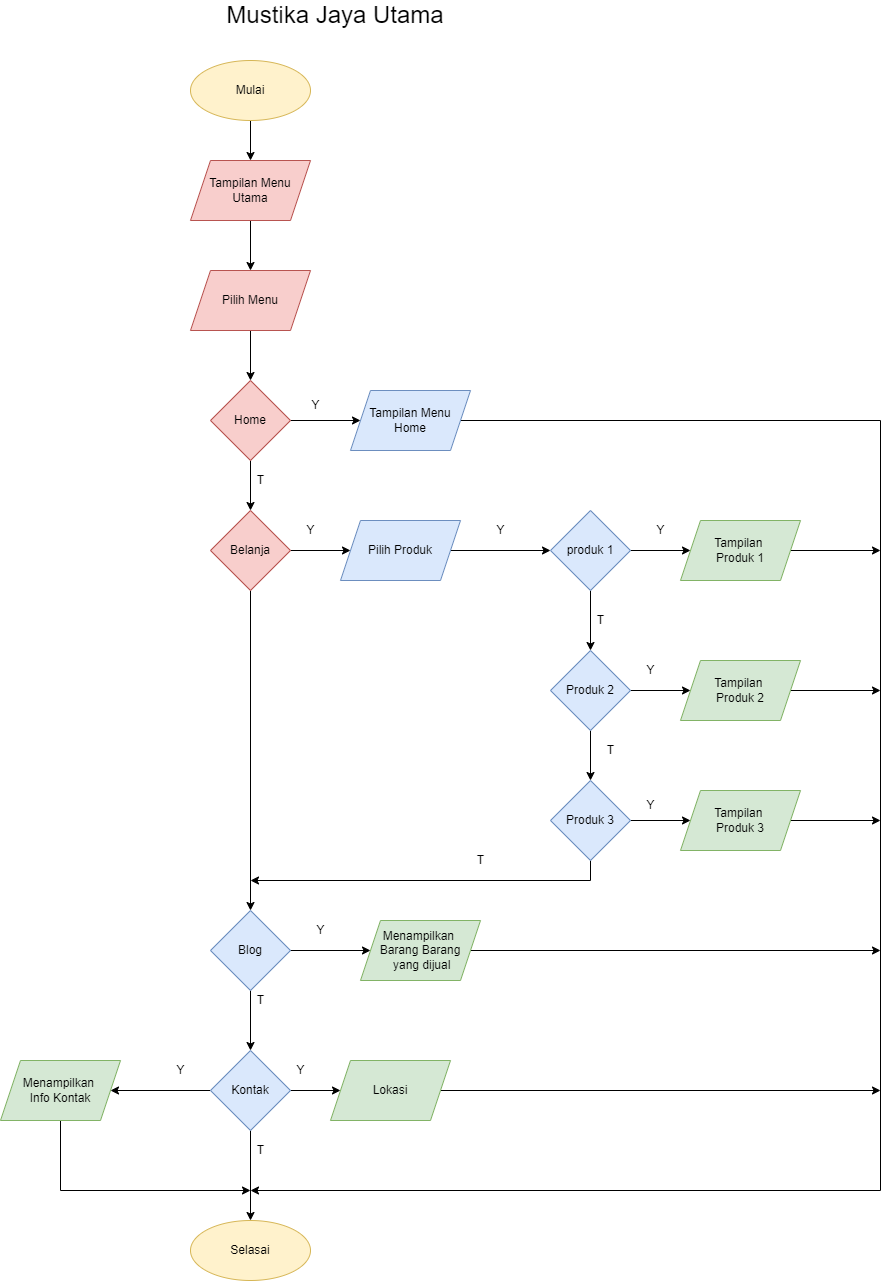 Mustika Jaya Utama
Mulai
Tampilan Menu
Utama
Pilih Menu
Home
Y
Tampilan Menu
Home
T
Belanja
Y
Pilih Produk
Y
produk 1
Y
Tampilan
Produk 1
T
Produk 2
Y
Tampilan
Produk 2
T
Produk 3
Y
Tampilan
Produk 3
T
Blog
Y
Menampilkan
Barang Barang
yang dijual
T
Menampilkan
Info Kontak
Y
Kontak
Y
Lokasi
T
Selasai